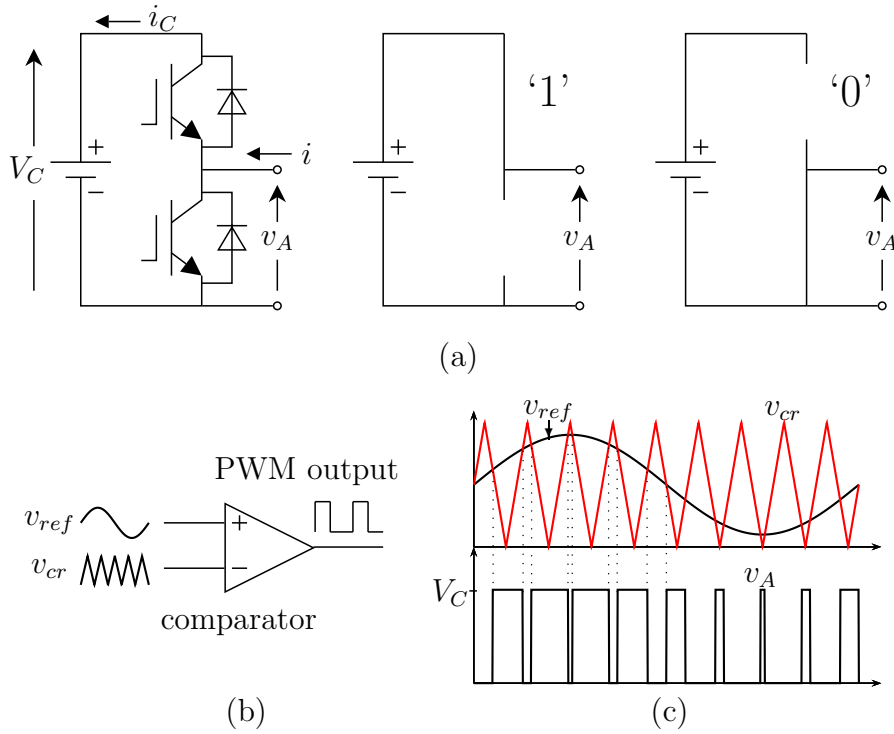 i_C
V_C
+
−
i
v_A
‘1’
+
−
v_A
‘0’
+
−
v_A
(a)
PWM output
v_ref
v_cr
+
−
comparator
(b)
v_ref
v_cr
V_C
v_A
(c)